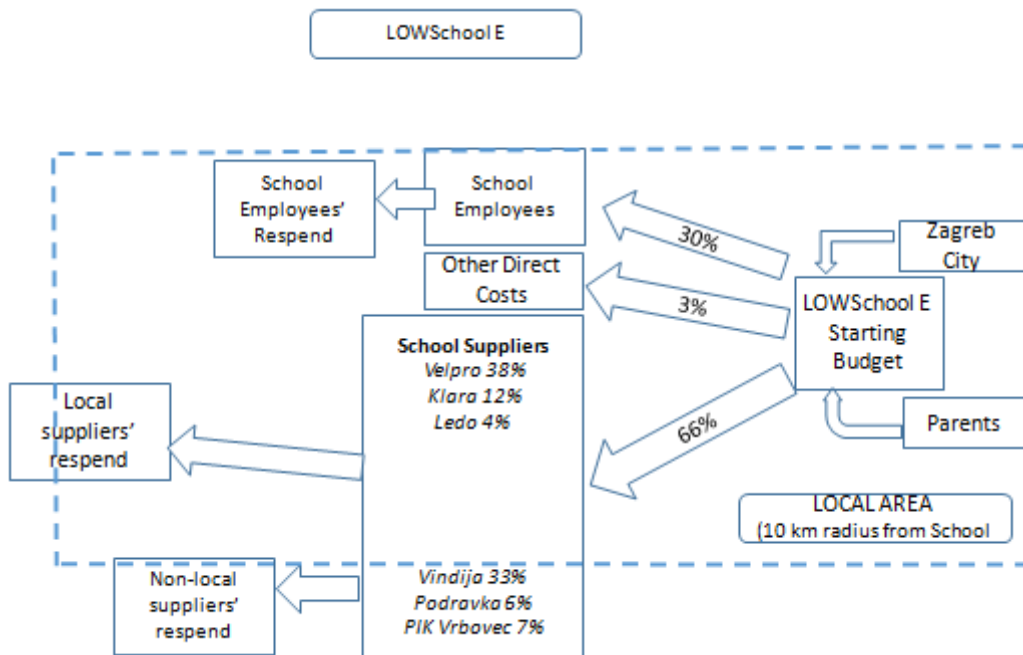 LOWSchool E
School
Employees'
Respend
School
Employees
30%
Zagreb
City
Other Direct
Costs
3%
LOWSchool E
Starting
Budget
School Suppliers
Velpro 38%
Klara 12%
Ledo 4%
Local
suppliers'
respend
66%
Parents
LOCAL AREA
(10 km radius from School
Non-local
suppliers'
respend
Vindija 33%
Podravka 6%
PIK Vrbovec 7%